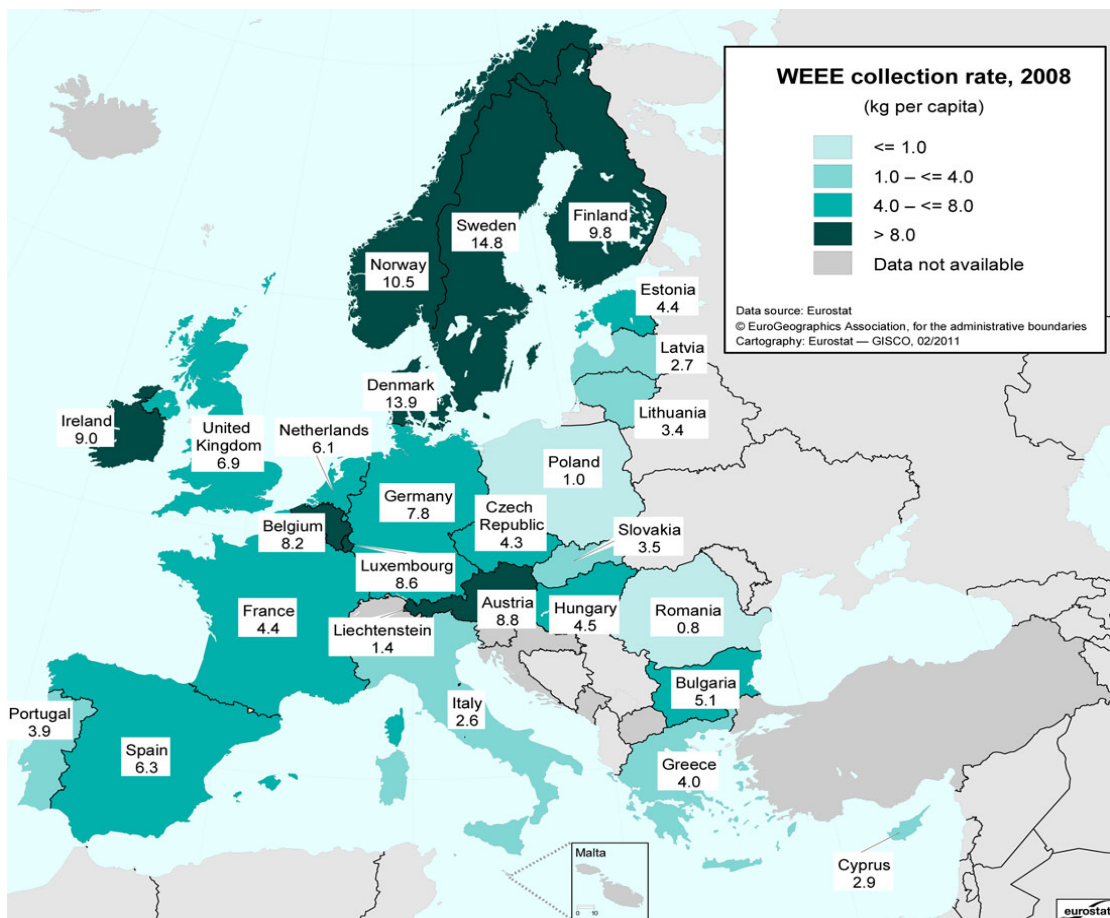 WEEE collection rate, 2008
(kg per capita)
<= 1.0
1.0 – <= 4.0
4.0 – <= 8.0
> 8.0
Data not available
Data source: Eurostat
© EuroGeographics Association, for the administrative boundaries
Cartography: Eurostat — GISCO, 02/2011
Finland
9.8
Sweden
14.8
Norway
10.5
Estonia
4.4
Latvia
2.7
Denmark
13.9
Lithuania
3.4
Ireland
9.0
United
Kingdom
6.9
Netherlands
6.1
Poland
1.0
Germany
7.8
Czech
Republic
4.3
Belgium
8.2
Slovakia
3.5
Luxembourg
8.6
France
4.4
Austria
8.8
Hungary
4.5
Romania
0.8
Liechtenstein
1.4
Bulgaria
5.1
Italy
2.6
Portugal
3.9
Spain
6.3
Greece
4.0
Malta
0 10
Cyprus
2.9
eurostat